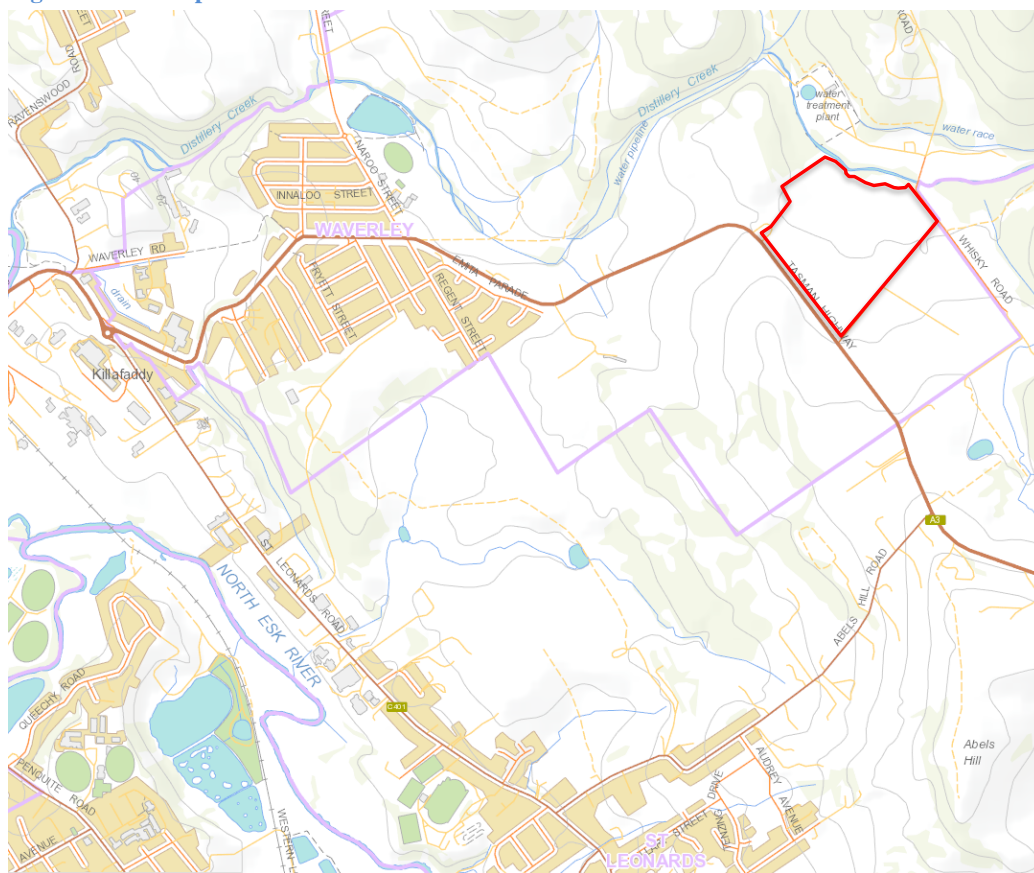 RAVENSWOOD ROAD
STREET
ROAD
Distillery Creek
Distillery Creek
water treatment plant
water race
water pipeline
NAROO STREET
INNALOO STREET
WAVERLEY
WAVERLEY RD
drain
FRYETT STREET
REGENT STREET
PARADE
TASMAN HIGHWAY
WHISKY ROAD
Killafaddy
A3
ST LEONARDS ROAD
NORTH ESK RIVER
ABELS HILL ROAD
QUEECHY ROAD
C401
Abels
Hill
PENQUITE ROAD
AVENUE
WESTERN
STREET
DRIVE
AUDREY AVENUE
ST
LEONARDS